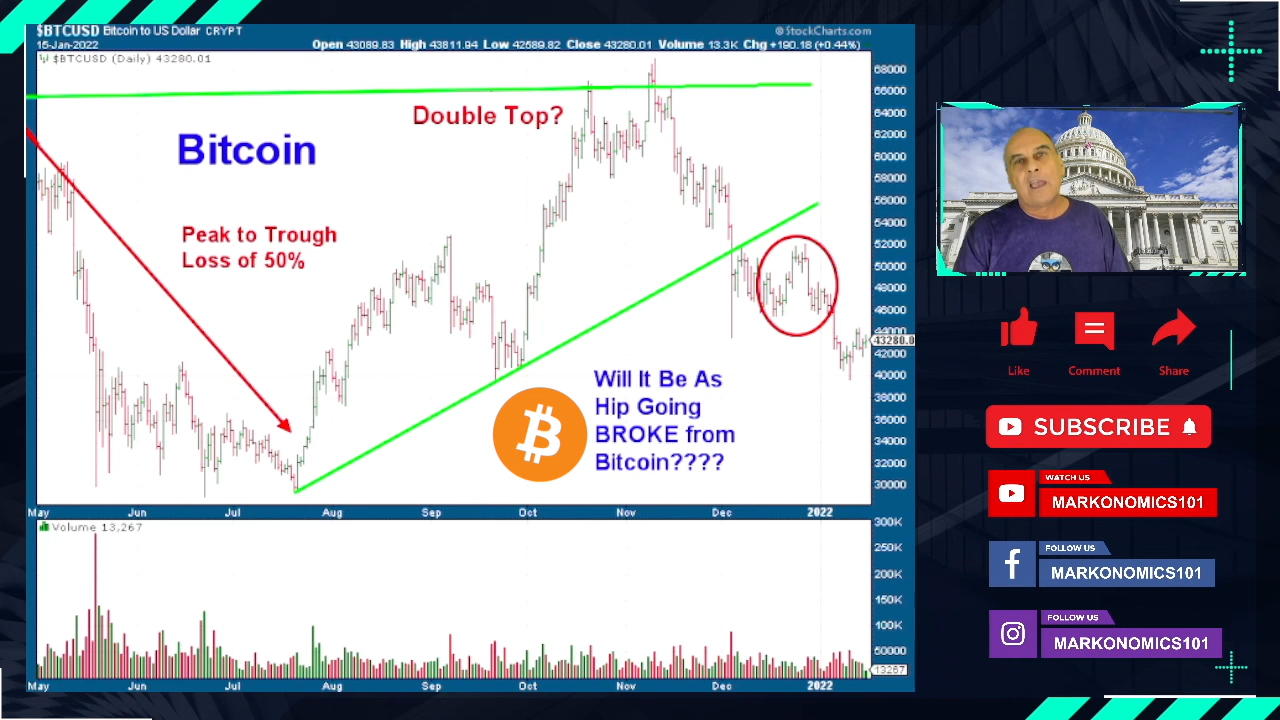 $BTCUSD Bitcoin to US Dollar CRYPT
© StockCharts.com
15-Jan-2022
Open 43089.83 High 43811.94 Low 42589.82 Close 43280.01 Volume 13.3K Chg +190.18 (+0.44%)
$BTCUSD (Daily) 43280.01
68000
66000
64000
62000
60000
58000
56000
54000
52000
50000
48000
46000
44000
43280.0
42000
40000
38000
36000
34000
32000
30000
Double Top?
Bitcoin
Peak to Trough
Loss of 50%
Will It Be As
Hip Going
BROKE from
Bitcoin????
May Jun Jul Aug Sep Oct Nov Dec 2022
Volume 13,267
300K
250K
200K
150K
100K
50000
13267
May Jun Jul Aug Sep Oct Nov Dec 2022
Like Comment Share
SUBSCRIBE
WATCH US
MARKONOMICS101
FOLLOW US
MARKONOMICS101
FOLLOW US
MARKONOMICS101